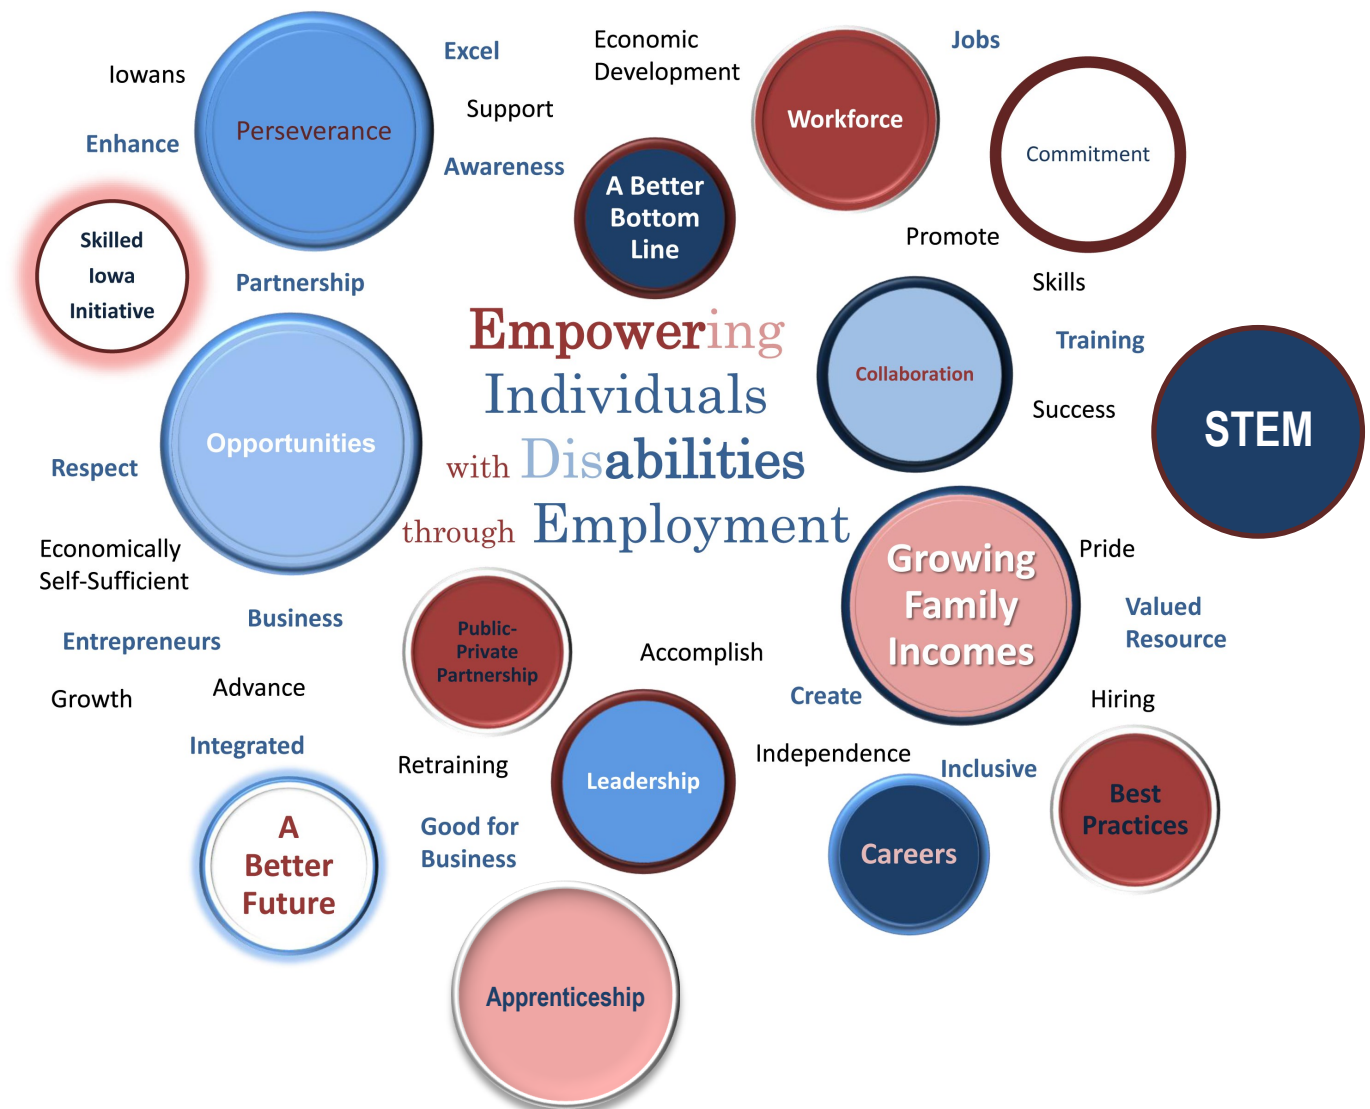 Iowans
Perseverance
Excel
Economic
Development
Workforce
Jobs
Support
Enhance
Awareness
A Better
Bottom
Line
Commitment
Skilled
Iowa
Initiative
Partnership
Promote
Skills
Empowering
Individuals
with Disabilities
through Employment
Collaboration
Training
Success
STEM
Opportunities
Respect
Economically
Self-Sufficient
Growing
Family
Incomes
Pride
Valued
Resource
Business
Entrepreneurs
Growth
Advance
Public-
Private
Partnership
Accomplish
Create
Hiring
Integrated
Retraining
Leadership
Independence
Inclusive
Best
Practices
A
Better
Future
Good for
Business
Careers
Apprenticeship